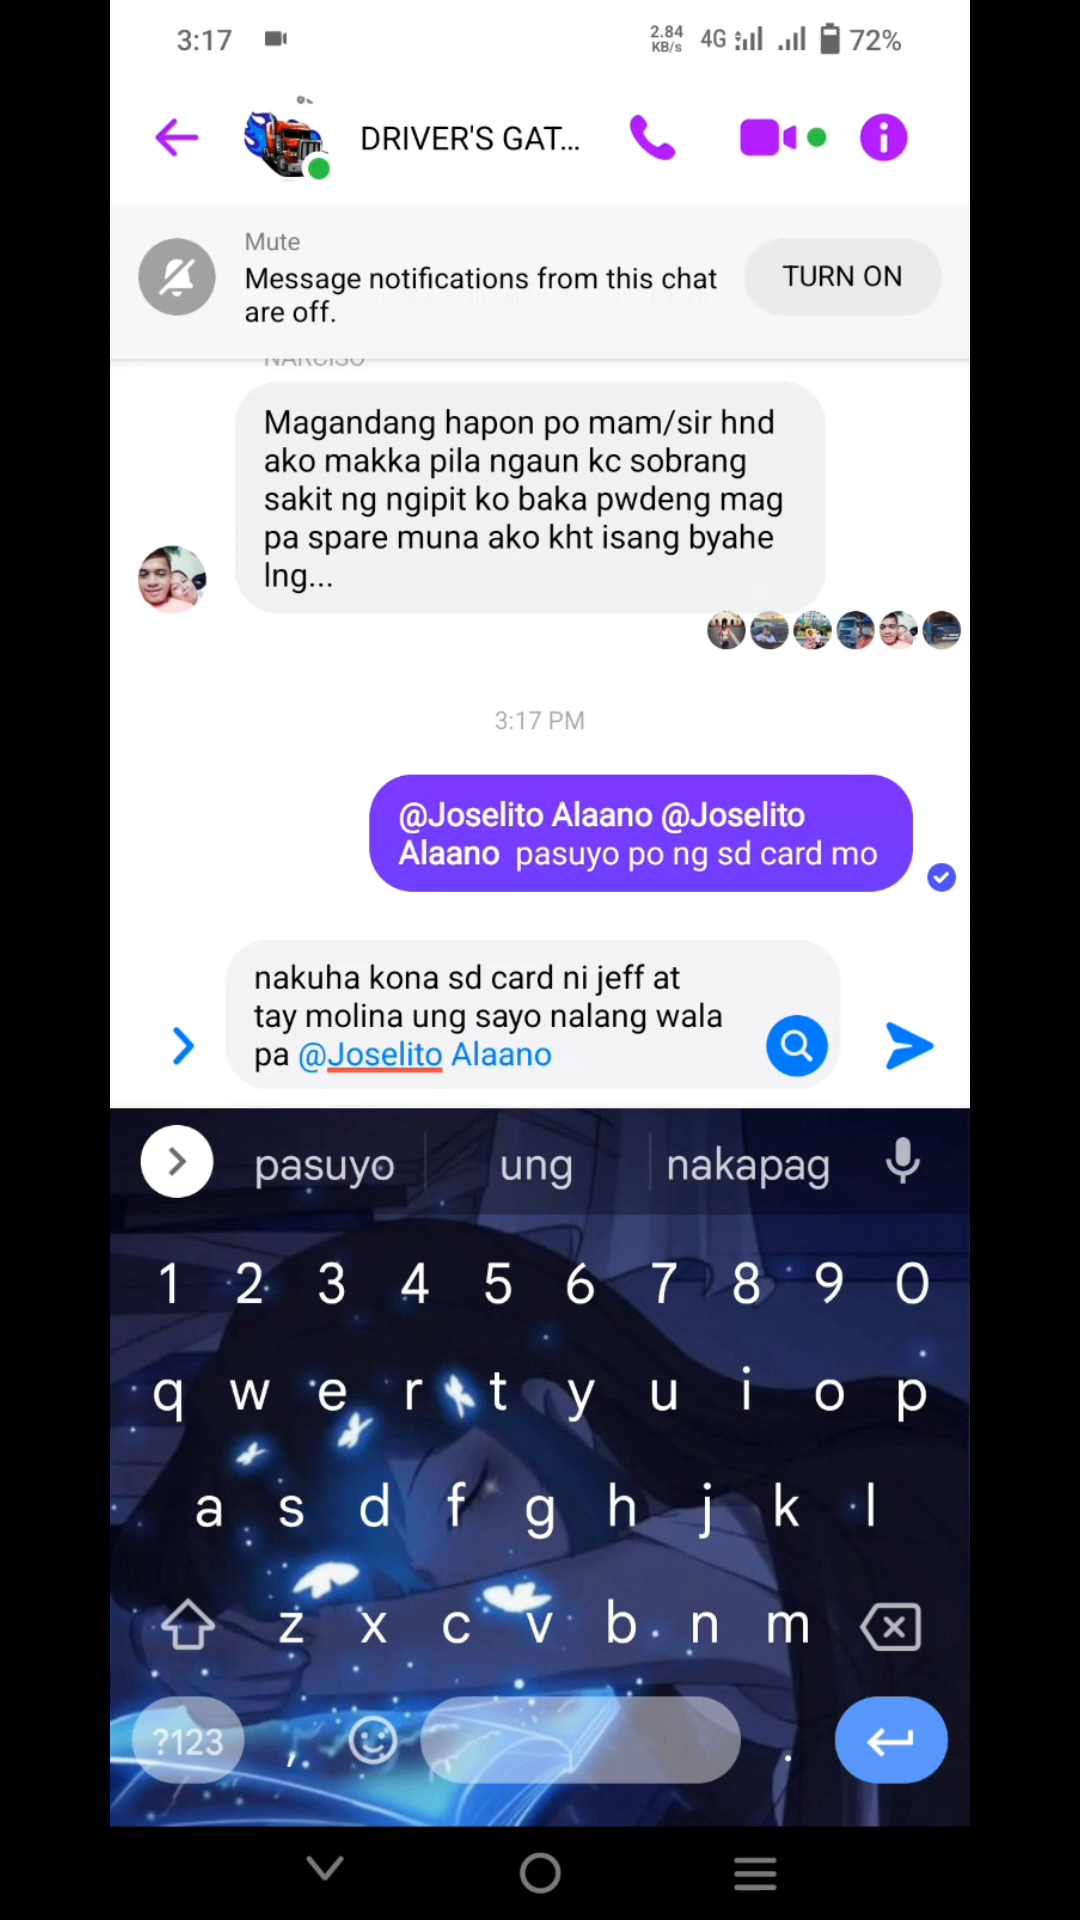 3:17
2.84
KB/s
4G
72%
DRIVER'S GAT...
Mute
Message notifications from this chat
are off.
TURN ON
NARCISO
Magandang hapon po mam/sir hnd
ako makka pila ngaun kc sobrang
sakit ng ngipit ko baka pwdeng mag
pa spare muna ako kht isang byahe
lng...
3:17 PM
@Joselito Alaano @Joselito
Alaano pasuyo po ng sd card mo
nakuha kona sd card ni jeff at
tay molina ung sayo nalang wala
pa @Joselito Alaano
pasuyo ung nakapag
1 2 3 4 5 6 7 8 9 0
q w e r t y u i o p
a s d f g h j k l
z x c v b n m
?123 , .